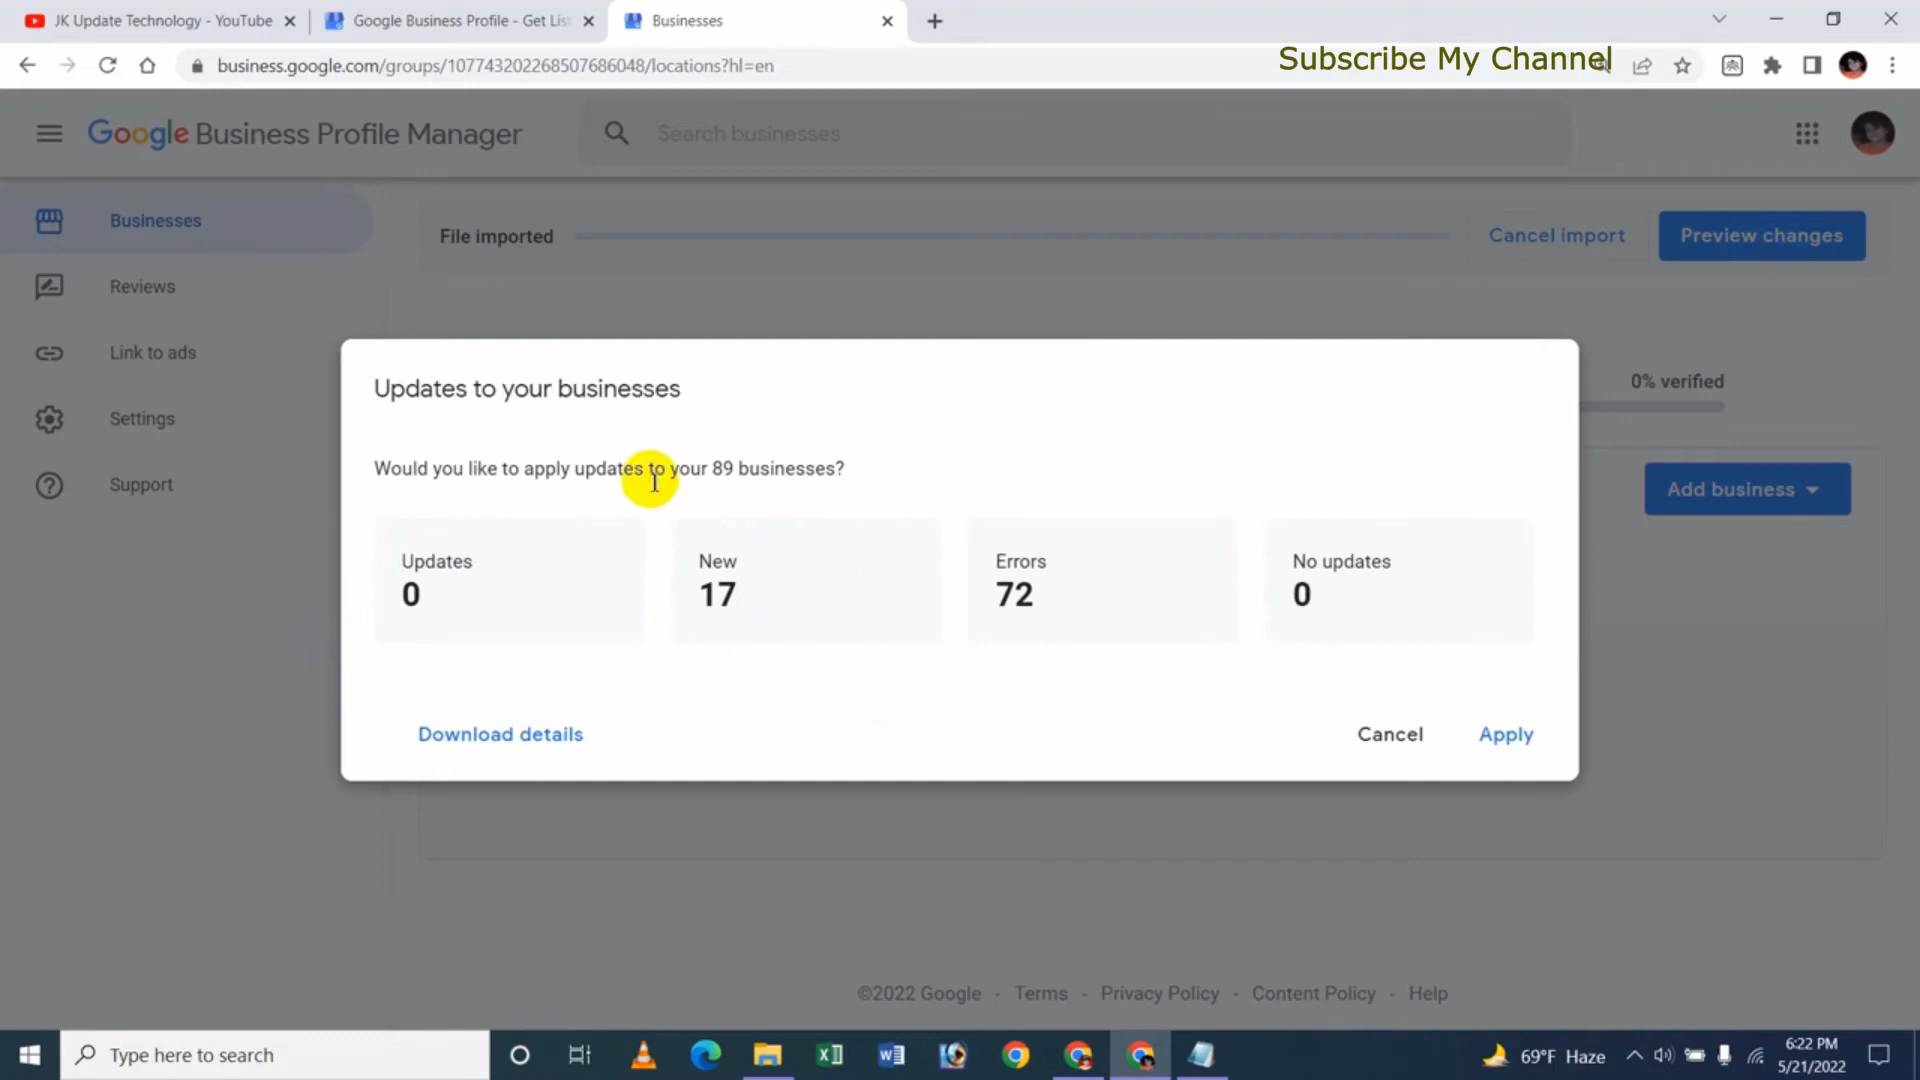 JK Update Technology - YouTube
Google Business Profile - Get List
Businesses
business.google.com/groups/107743202268507686048/locations?hl=en
Subscribe My Channel
Google Business Profile Manager
Search businesses
Businesses
File imported
Cancel import
Preview changes
Reviews
Link to ads
Settings
Support
0% verified
Add business
Updates to your businesses
Would you like to apply updates to your 89 businesses?
Updates
0
New
17
Errors
72
No updates
0
Download details
Cancel
Apply
©2022 Google - Terms - Privacy Policy - Content Policy - Help
Type here to search
69°F Haze
6:22 PM
5/21/2022